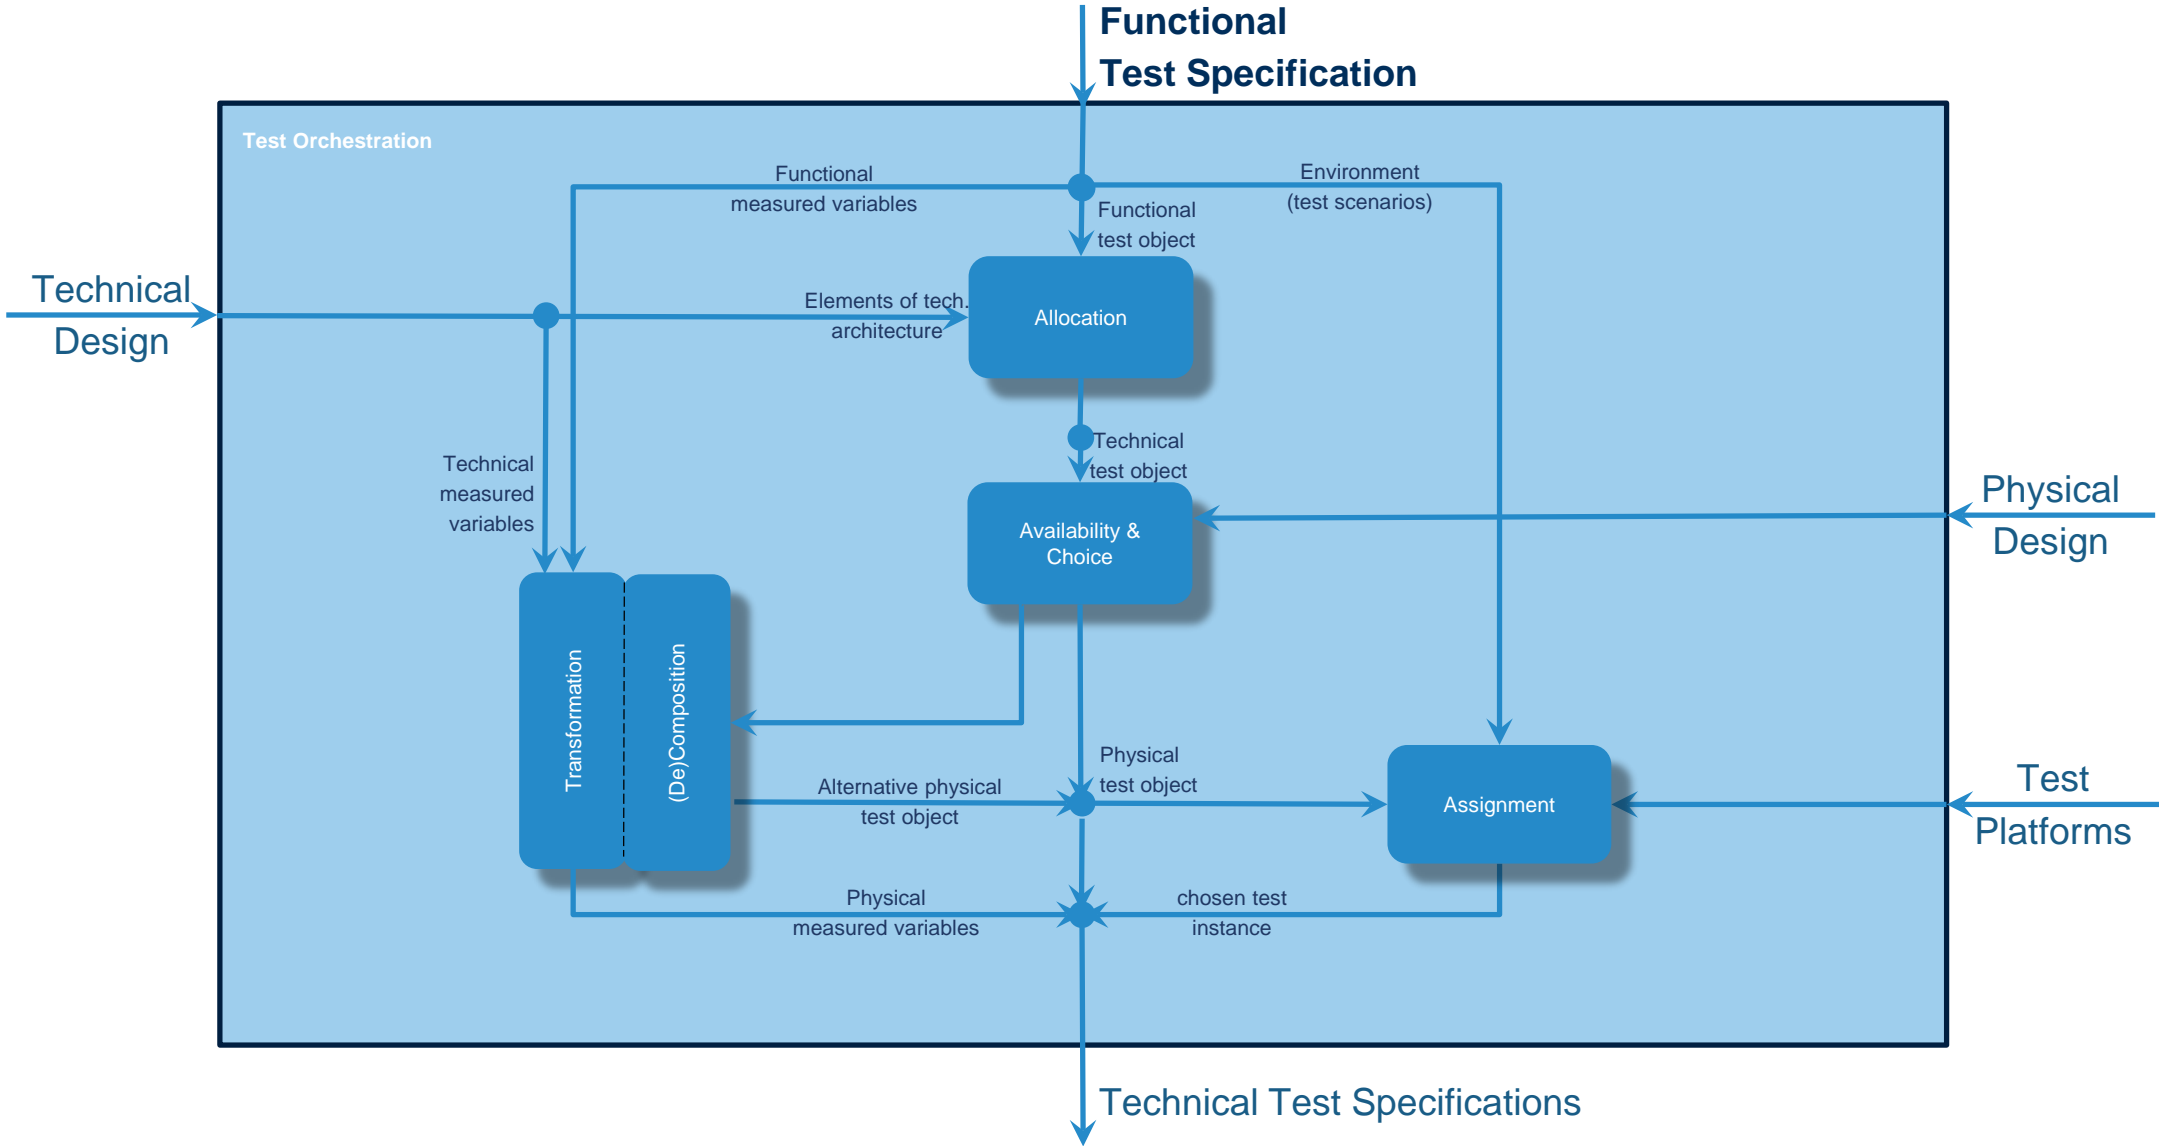 Functional
Test Specification
Test Orchestration
Functional
measured variables
Environment
(test scenarios)
Functional
test object
Technical
Design
Elements of tech.
architecture
Allocation
Technical
measured
variables
Technical
test object
Physical
Design
Availability &
Choice
Transformation
(De)Composition
Physical
test object
Alternative physical
test object
Assignment
Test
Platforms
Physical
measured variables
chosen test
instance
Technical Test Specifications